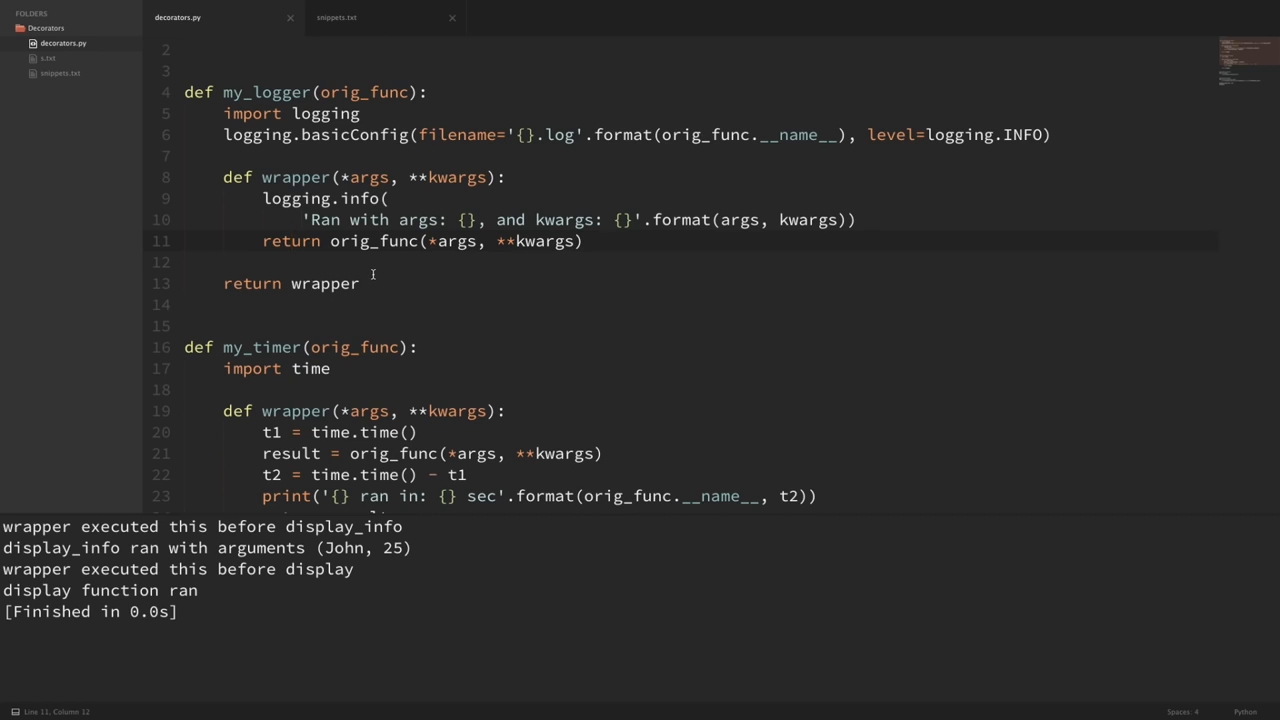 FOLDERS
Decorators
decorators.py
s.txt
snippets.txt
decorators.py
snippets.txt
2
3
4 def my_logger(orig_func):
5     import logging
6     logging.basicConfig(filename='{}.log'.format(orig_func.__name__), level=logging.INFO)
7
8     def wrapper(*args, **kwargs):
9         logging.info(
10             'Ran with args: {}, and kwargs: {}'.format(args, kwargs))
11         return orig_func(*args, **kwargs)
12
13     return wrapper
14
15
16 def my_timer(orig_func):
17     import time
18
19     def wrapper(*args, **kwargs):
20         t1 = time.time()
21         result = orig_func(*args, **kwargs)
22         t2 = time.time() - t1
23         print('{} ran in: {} sec'.format(orig_func.__name__, t2))
wrapper executed this before display_info
display_info ran with arguments (John, 25)
wrapper executed this before display
display function ran
[Finished in 0.0s]
Line 11, Column 12
Spaces: 4
Python